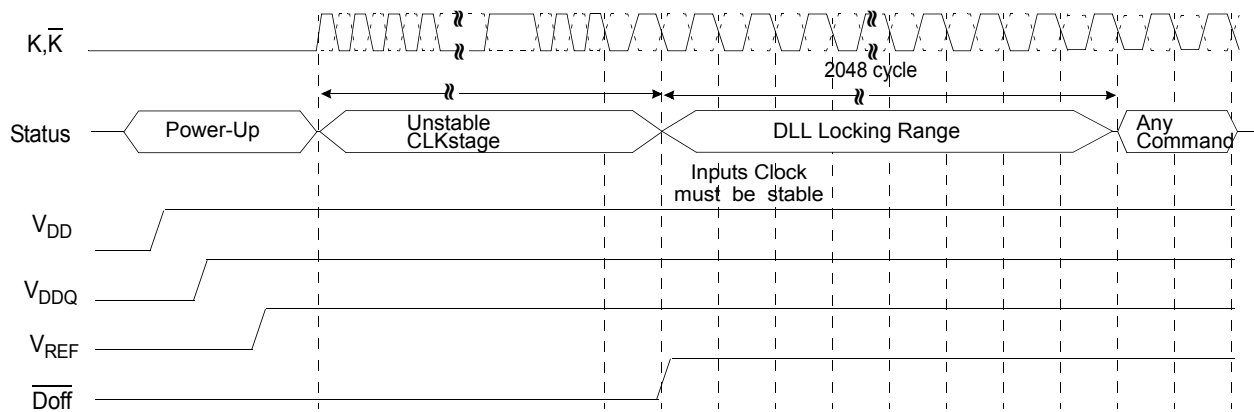 K,K̅
2048 cycle
Status
Power-Up
Unstable
CLKstage
DLL Locking Range
Any
Command
Inputs Clock
must be stable
VDD
VDDQ
VREF
D̅o̅f̅f̅